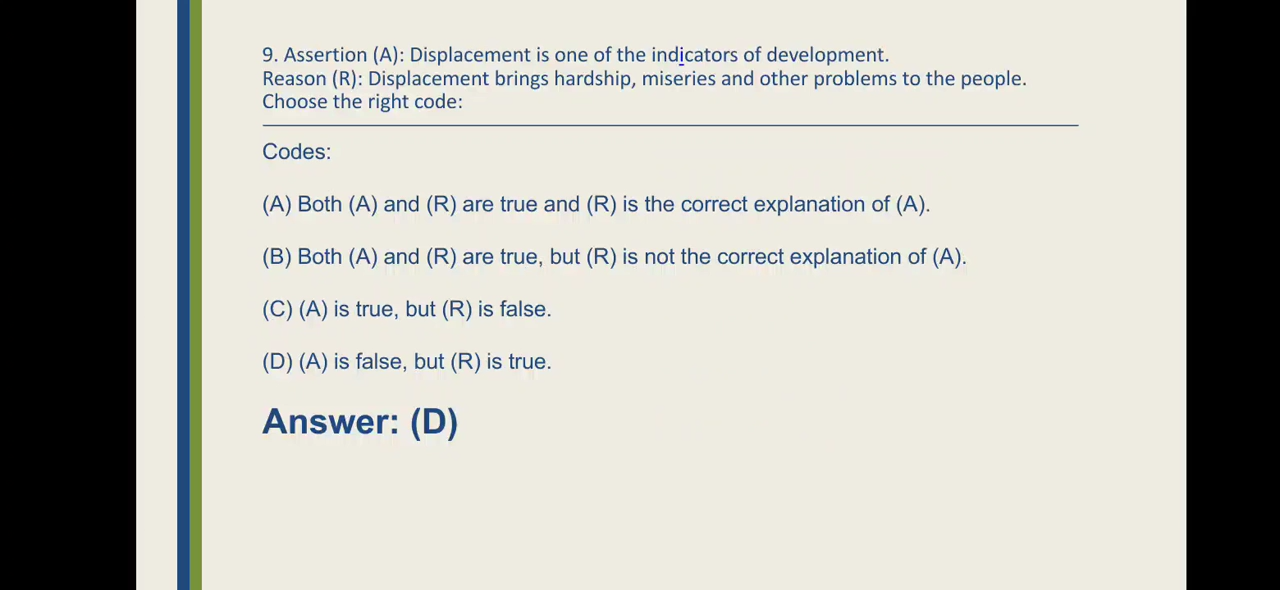 9. Assertion (A): Displacement is one of the indicators of development.
Reason (R): Displacement brings hardship, miseries and other problems to the people.
Choose the right code:
Codes:
(A) Both (A) and (R) are true and (R) is the correct explanation of (A).
(B) Both (A) and (R) are true, but (R) is not the correct explanation of (A).
(C) (A) is true, but (R) is false.
(D) (A) is false, but (R) is true.
Answer: (D)